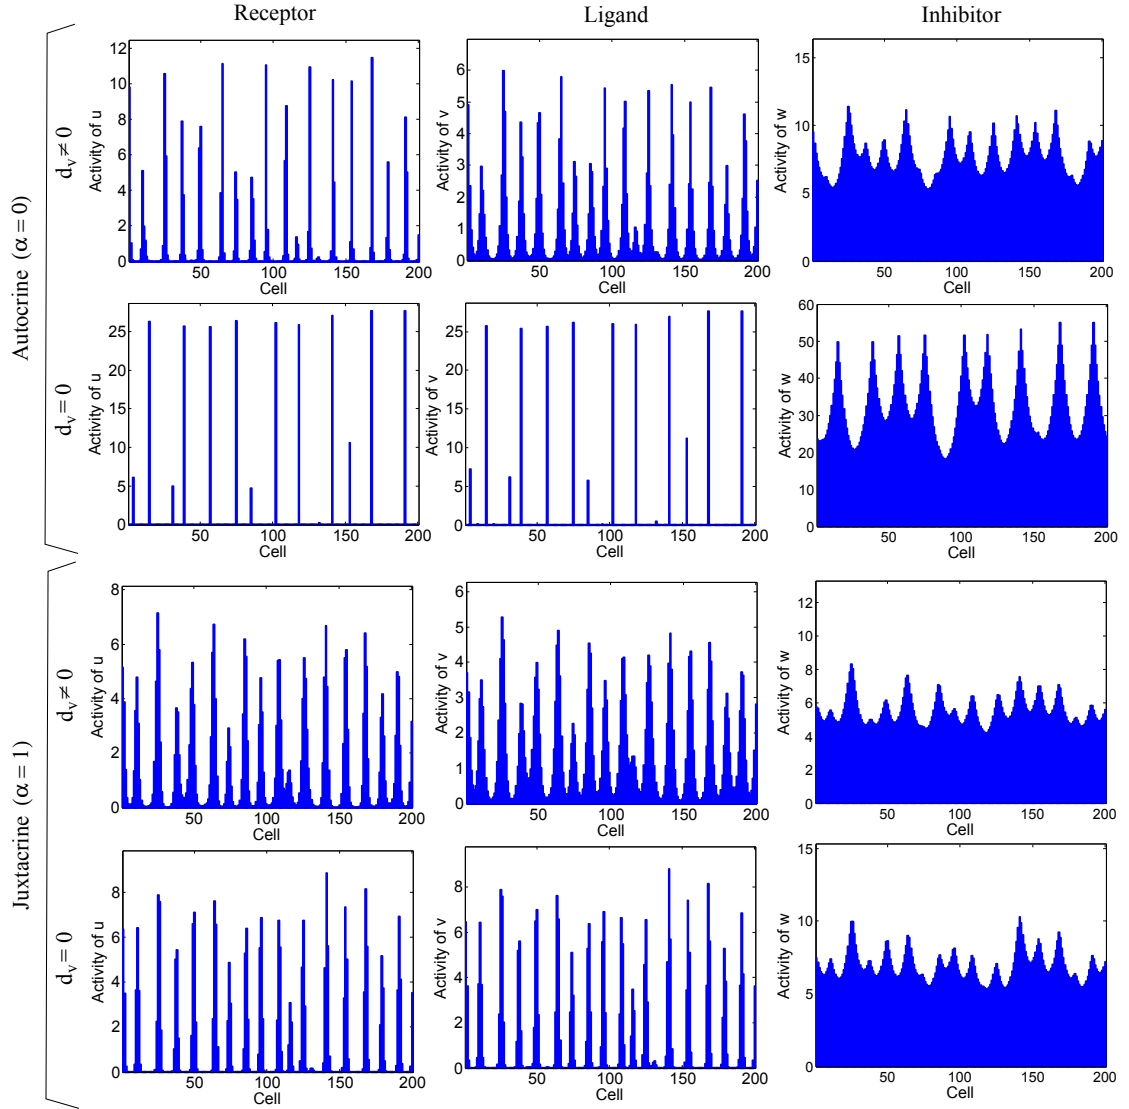 Receptor Ligand Inhibitor
Autocrine (α = 0)
d_v ≠ 0
Activity of u
12
10
8
6
4
2
0
50 100 150 200
Cell
Activity of v
6
5
4
3
2
1
0
50 100 150 200
Cell
Activity of w
15
10
5
0
50 100 150 200
Cell
d_v = 0
Activity of u
25
20
15
10
5
0
50 100 150 200
Cell
Activity of v
25
20
15
10
5
0
50 100 150 200
Cell
Activity of w
60
50
40
30
20
10
0
50 100 150 200
Cell
Juxtacrine (α = 1)
d_v ≠ 0
Activity of u
8
6
4
2
0
50 100 150 200
Cell
Activity of v
6
5
4
3
2
1
0
50 100 150 200
Cell
Activity of w
12
10
8
6
4
2
0
50 100 150 200
Cell
d_v = 0
Activity of u
8
6
4
2
0
50 100 150 200
Cell
Activity of v
8
6
4
2
0
50 100 150 200
Cell
Activity of w
15
10
5
0
50 100 150 200
Cell